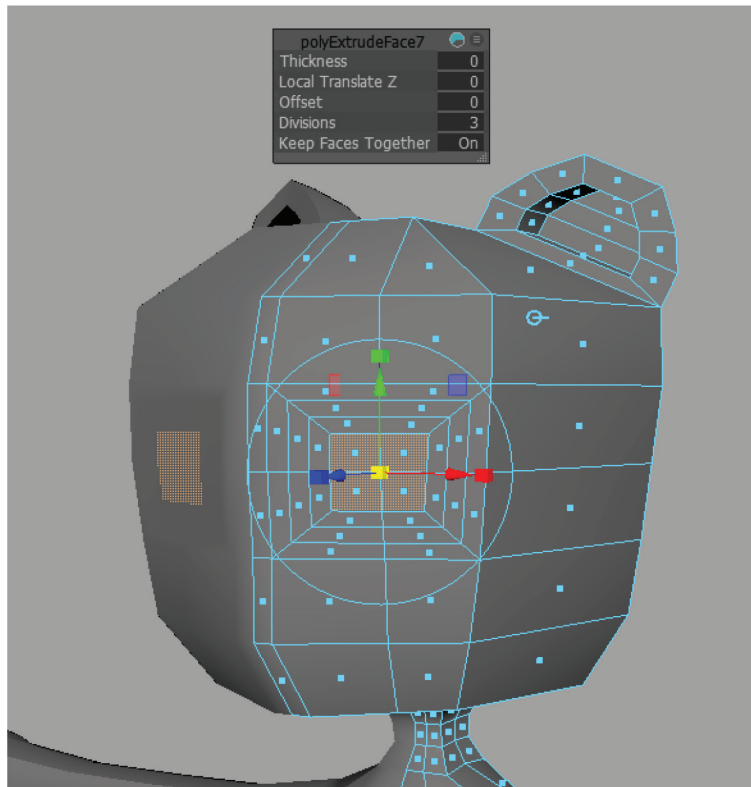 polyExtrudeFace7
Thickness 0
Local Translate Z 0
Offset 0
Divisions 3
Keep Faces Together On